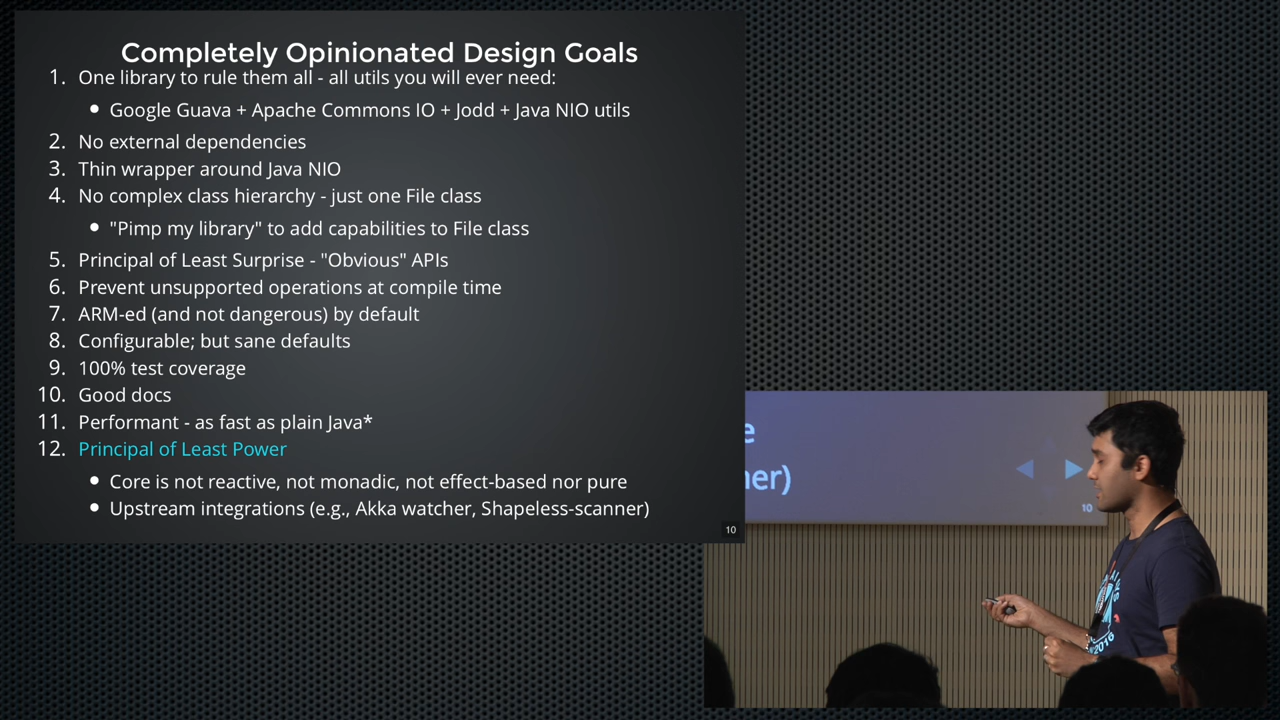 Completely Opinionated Design Goals
1. One library to rule them all - all utils you will ever need:
• Google Guava + Apache Commons IO + Jodd + Java NIO utils
2. No external dependencies
3. Thin wrapper around Java NIO
4. No complex class hierarchy - just one File class
• "Pimp my library" to add capabilities to File class
5. Principal of Least Surprise - "Obvious" APIs
6. Prevent unsupported operations at compile time
7. ARM-ed (and not dangerous) by default
8. Configurable; but sane defaults
9. 100% test coverage
10. Good docs
11. Performant - as fast as plain Java*
12. Principal of Least Power
• Core is not reactive, not monadic, not effect-based nor pure
• Upstream integrations (e.g., Akka watcher, Shapeless-scanner)
10
e
ner)
10
2016